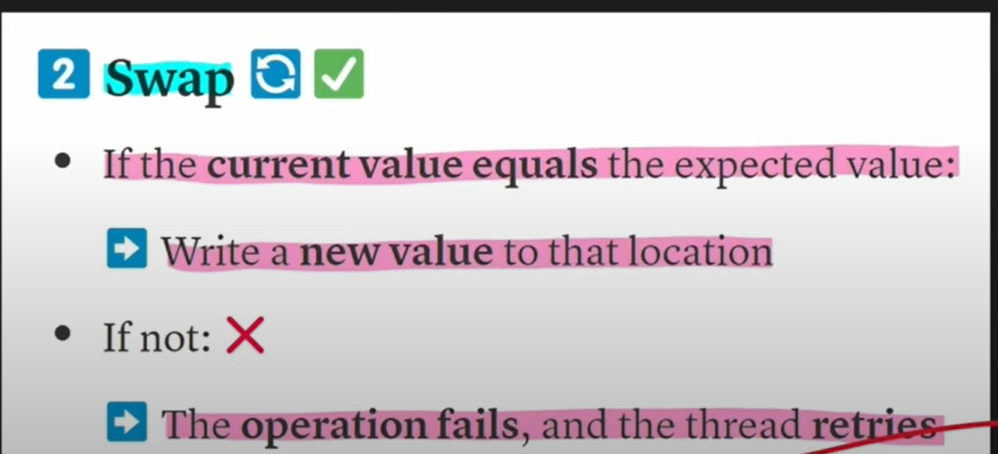 2 Swap
• If the current value equals the expected value:
Write a new value to that location
• If not:
The operation fails, and the thread retries